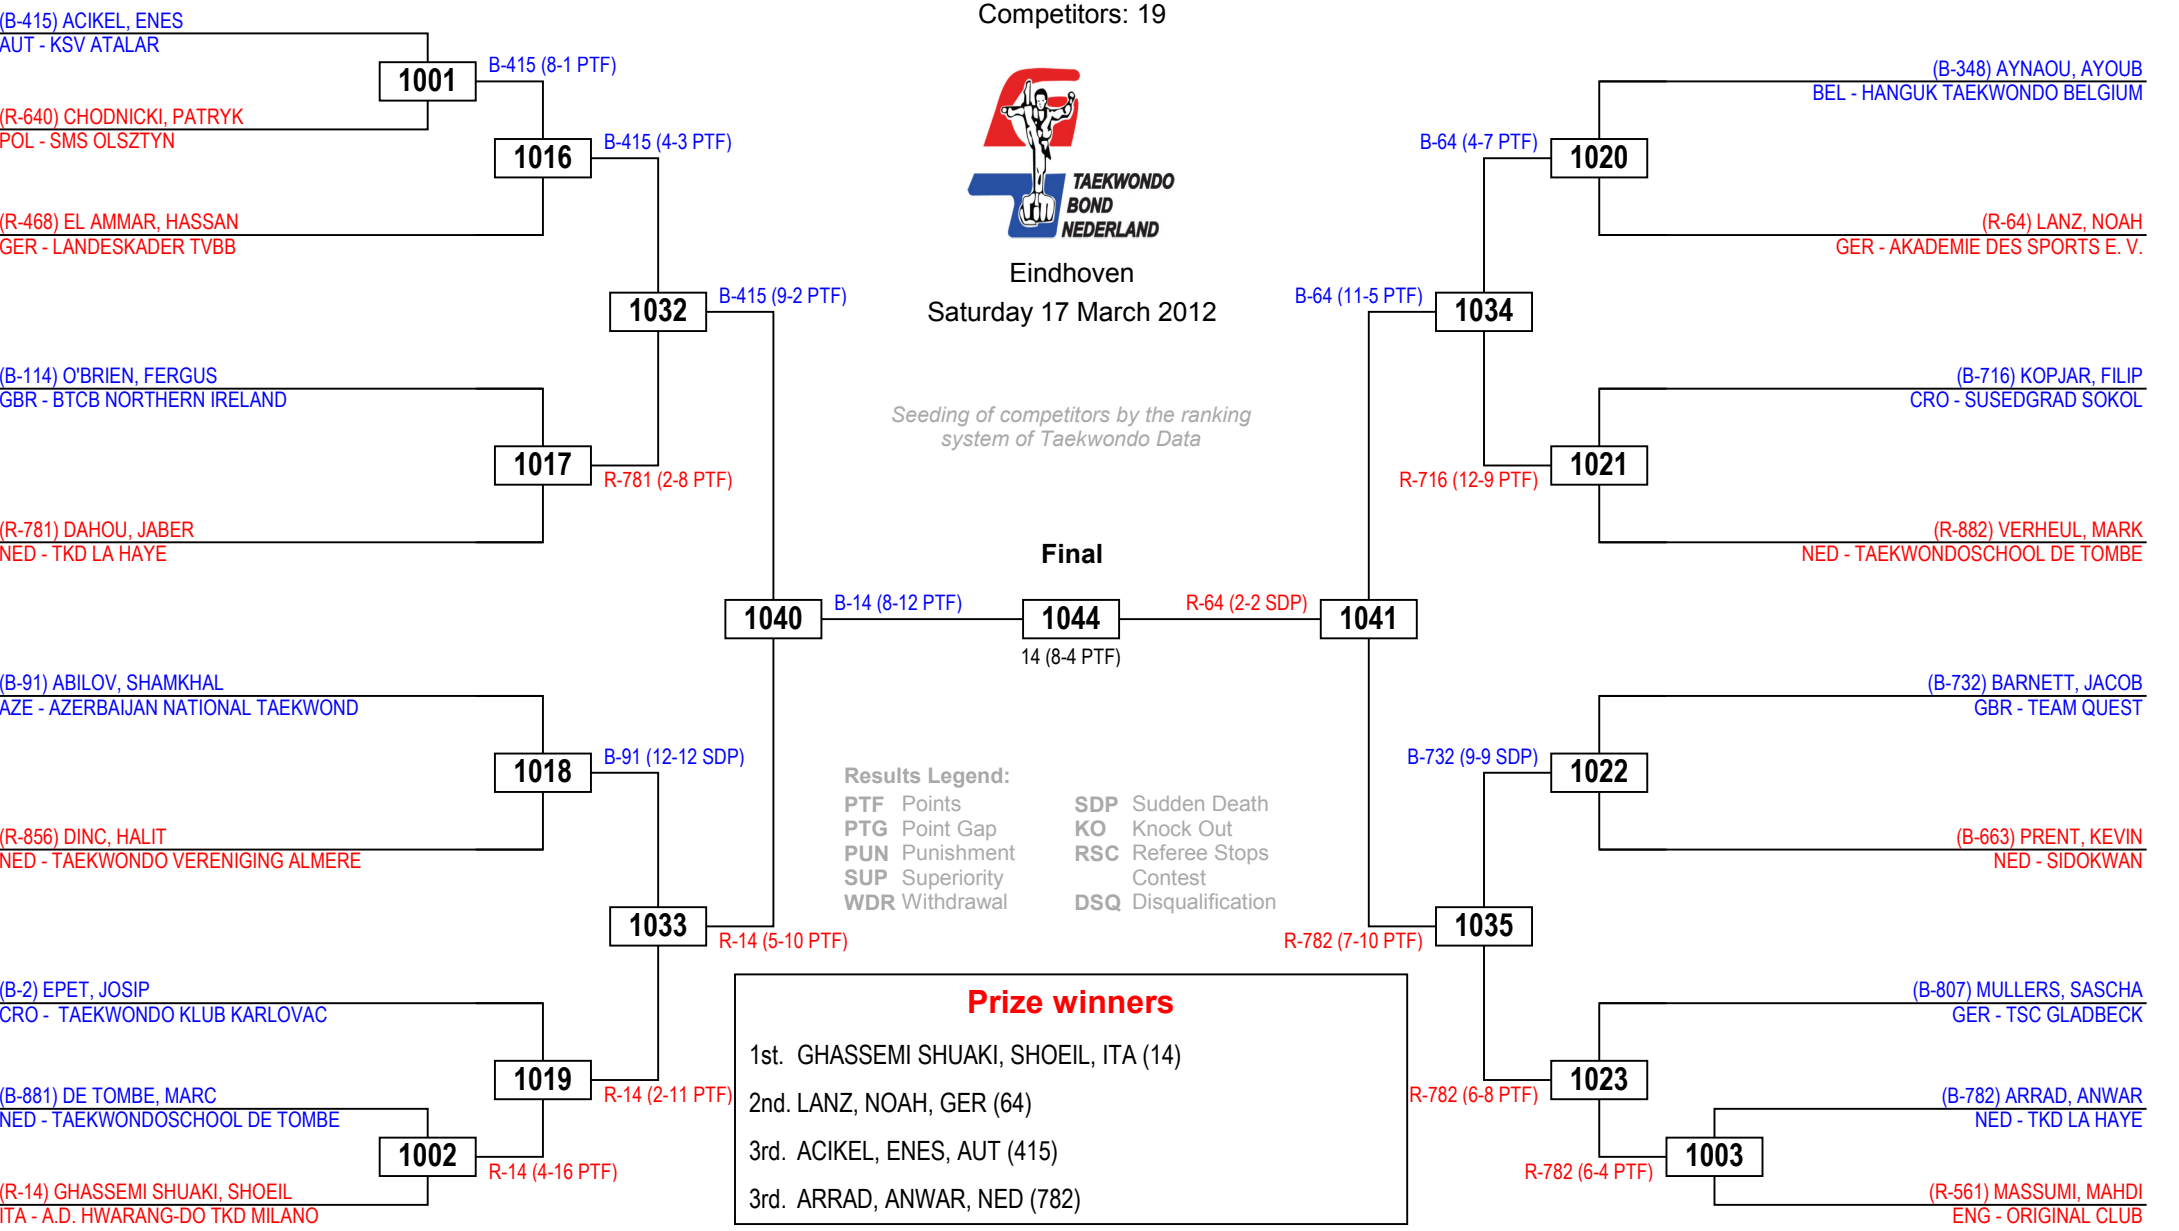 Competitors: 19
TAEKWONDO
BOND
NEDERLAND
Eindhoven
Saturday 17 March 2012
Seeding of competitors by the ranking
system of Taekwondo Data
(B-415) ACIKEL, ENES
AUT - KSV ATALAR
1001
B-415 (8-1 PTF)
(R-640) CHODNICKI, PATRYK
POL - SMS OLSZTYN
1016
B-415 (4-3 PTF)
(R-468) EL AMMAR, HASSAN
GER - LANDESKADER TVBB
1032
B-415 (9-2 PTF)
(B-114) O'BRIEN, FERGUS
GBR - BTCB NORTHERN IRELAND
1017
R-781 (2-8 PTF)
(R-781) DAHOU, JABER
NED - TKD LA HAYE
1040
B-14 (8-12 PTF)
(B-91) ABILOV, SHAMKHAL
AZE - AZERBAIJAN NATIONAL TAEKWOND
1018
B-91 (12-12 SDP)
(R-856) DINC, HALIT
NED - TAEKWONDO VERENIGING ALMERE
1033
R-14 (5-10 PTF)
(B-2) EPET, JOSIP
CRO -  TAEKWONDO KLUB KARLOVAC
1019
R-14 (2-11 PTF)
(B-881) DE TOMBE, MARC
NED - TAEKWONDOSCHOOL DE TOMBE
1002
R-14 (4-16 PTF)
(R-14) GHASSEMI SHUAKI, SHOEIL
ITA - A.D. HWARANG-DO TKD MILANO
Final
1044
14 (8-4 PTF)
(B-348) AYNAOU, AYOUB
BEL - HANGUK TAEKWONDO BELGIUM
B-64 (4-7 PTF)
1020
(R-64) LANZ, NOAH
GER - AKADEMIE DES SPORTS E. V.
B-64 (11-5 PTF)
1034
(B-716) KOPJAR, FILIP
CRO - SUSEDGRAD SOKOL
1021
R-716 (12-9 PTF)
(R-882) VERHEUL, MARK
NED - TAEKWONDOSCHOOL DE TOMBE
R-64 (2-2 SDP)
1041
(B-732) BARNETT, JACOB
GBR - TEAM QUEST
B-732 (9-9 SDP)
1022
(B-663) PRENT, KEVIN
NED - SIDOKWAN
1035
R-782 (7-10 PTF)
(B-807) MULLERS, SASCHA
GER - TSC GLADBECK
1023
R-782 (6-8 PTF)
(B-782) ARRAD, ANWAR
NED - TKD LA HAYE
1003
R-782 (6-4 PTF)
(R-561) MASSUMI, MAHDI
ENG - ORIGINAL CLUB
Results Legend:
PTF Points SDP Sudden Death
PTG Point Gap KO Knock Out
PUN Punishment RSC Referee Stops
SUP Superiority Contest
WDR Withdrawal DSQ Disqualification
Prize winners
1st. GHASSEMI SHUAKI, SHOEIL, ITA (14)
2nd. LANZ, NOAH, GER (64)
3rd. ACIKEL, ENES, AUT (415)
3rd. ARRAD, ANWAR, NED (782)